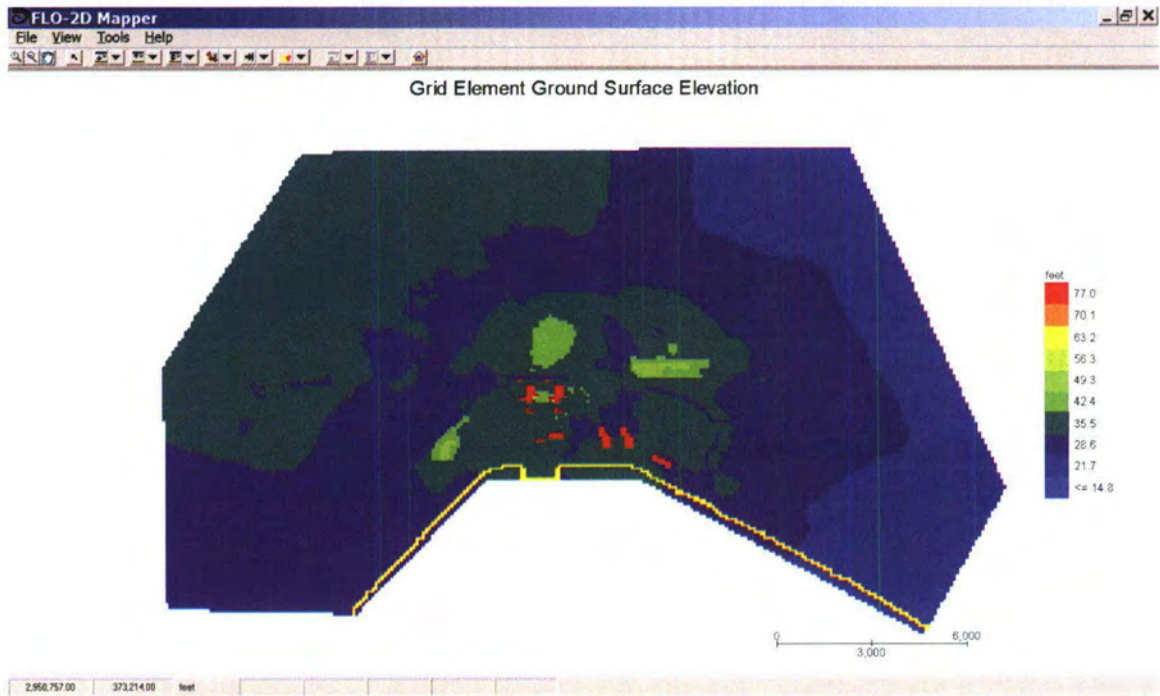 FLO-2D Mapper
File View Tools Help
Grid Element Ground Surface Elevation
feet
77.0
70.1
63.2
56.3
49.3
42.4
35.5
28.6
21.7
<= 14.8
0 6,000
3,000
2,950,757.00 373,214.00 feet